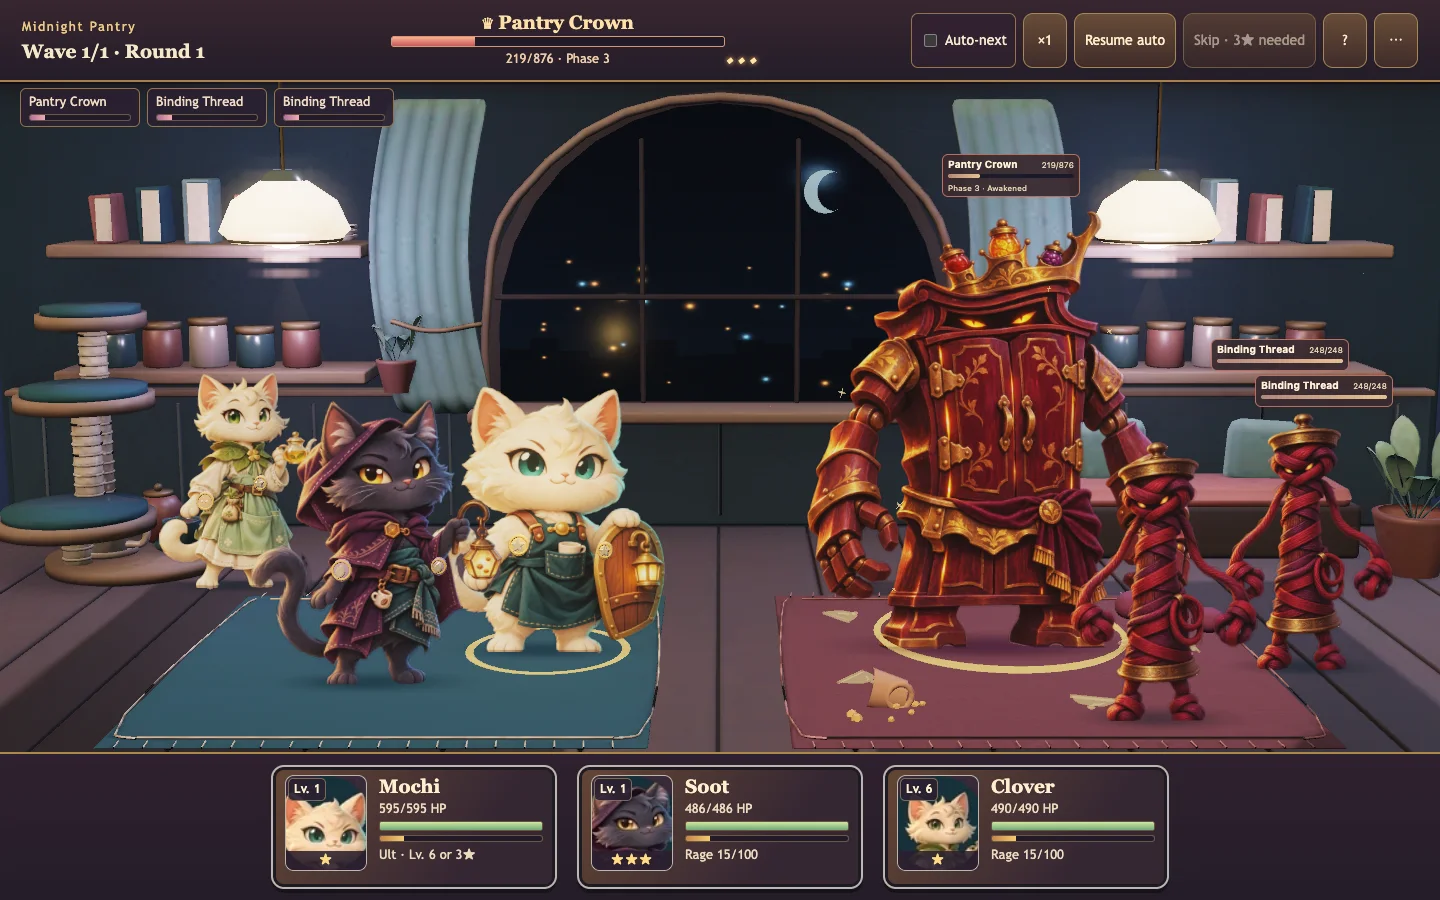 Midnight Pantry
Wave 1/1 · Round 1
♛ Pantry Crown
219/876 · Phase 3
Auto-next
×1
Resume auto
Skip · 3★ needed
?
···
Pantry Crown
Binding Thread
Binding Thread
Pantry Crown 219/876
Phase 3 · Awakened
Binding Thread 248/248
Binding Thread 248/248
Lv. 1
Mochi
595/595 HP
Ult · Lv. 6 or 3★
★
Lv. 1
Soot
486/486 HP
Rage 15/100
★★★
Lv. 6
Clover
490/490 HP
Rage 15/100
★